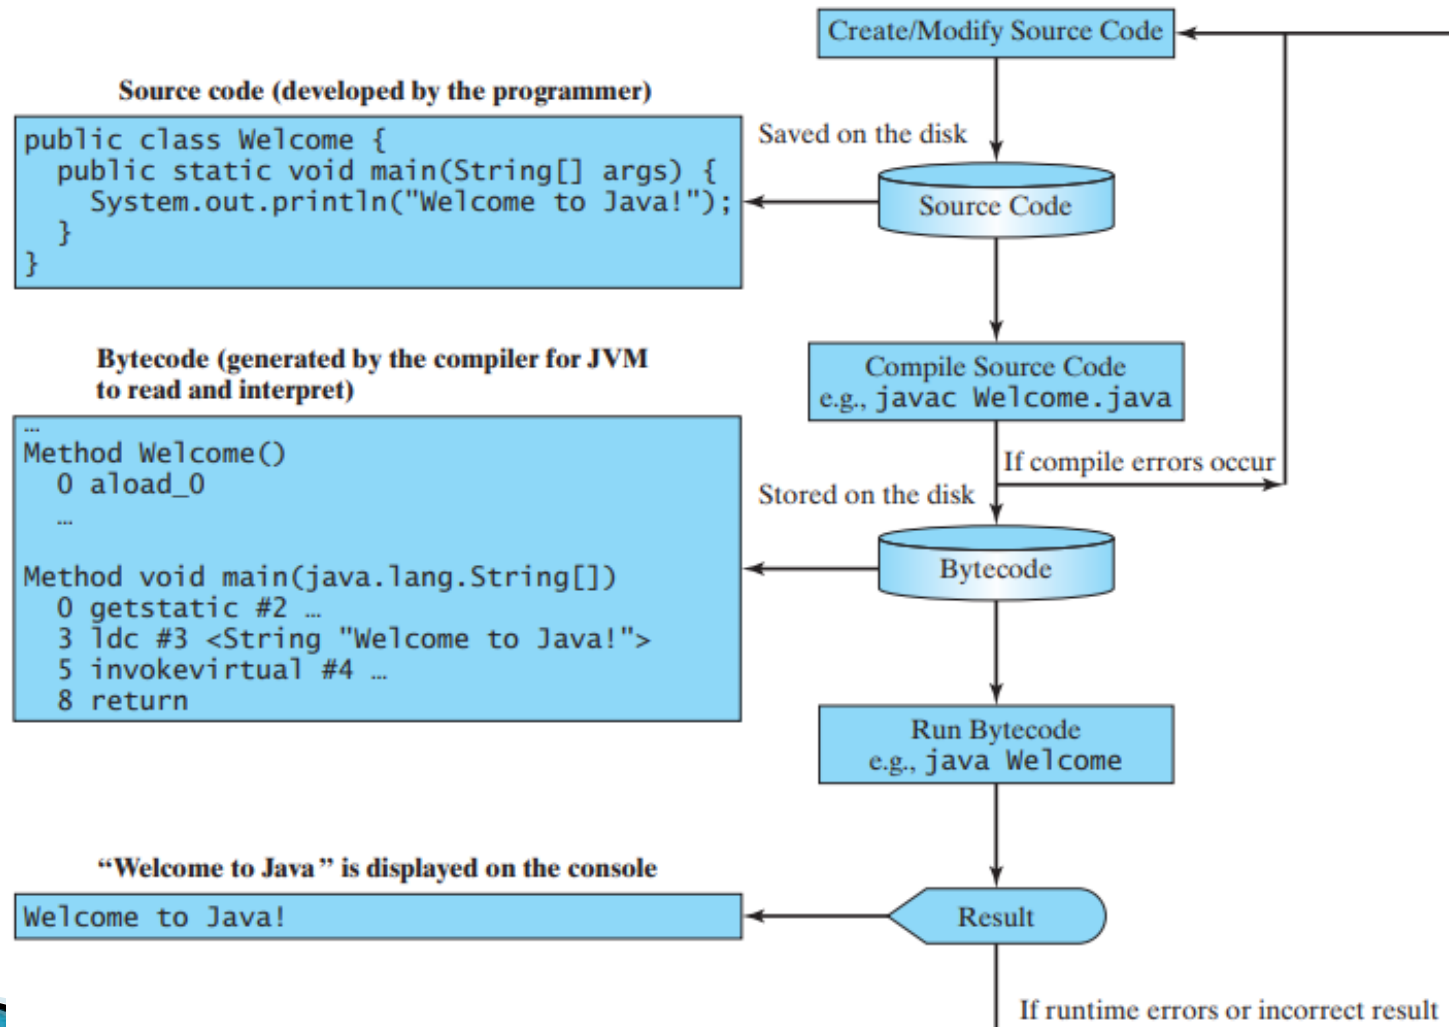 Create/Modify Source Code
Source code (developed by the programmer)
public class Welcome {
  public static void main(String[] args) {
    System.out.println("Welcome to Java!");
  }
}
Saved on the disk
Source Code
Compile Source Code
e.g., javac Welcome.java
If compile errors occur
Bytecode (generated by the compiler for JVM
to read and interpret)
…
Method Welcome()
  0 aload_0
  …
Method void main(java.lang.String[])
  0 getstatic #2 …
  3 ldc #3 <String "Welcome to Java!">
  5 invokevirtual #4 …
  8 return
Stored on the disk
Bytecode
Run Bytecode
e.g., java Welcome
“Welcome to Java” is displayed on the console
Welcome to Java!
Result
If runtime errors or incorrect result